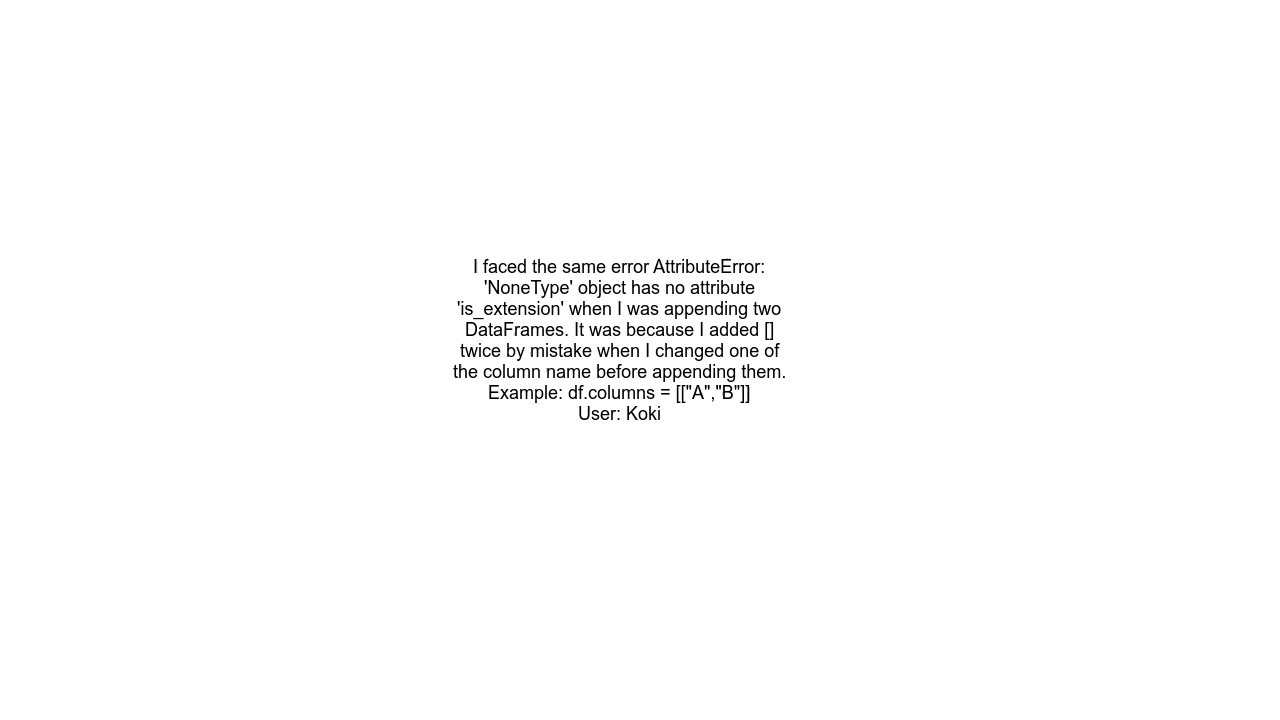 I faced the same error AttributeError:
'NoneType' object has no attribute
'is_extension' when I was appending two
DataFrames. It was because I added []
twice by mistake when I changed one of
the column name before appending them.
Example: df.columns = [["A","B"]]
User: Koki